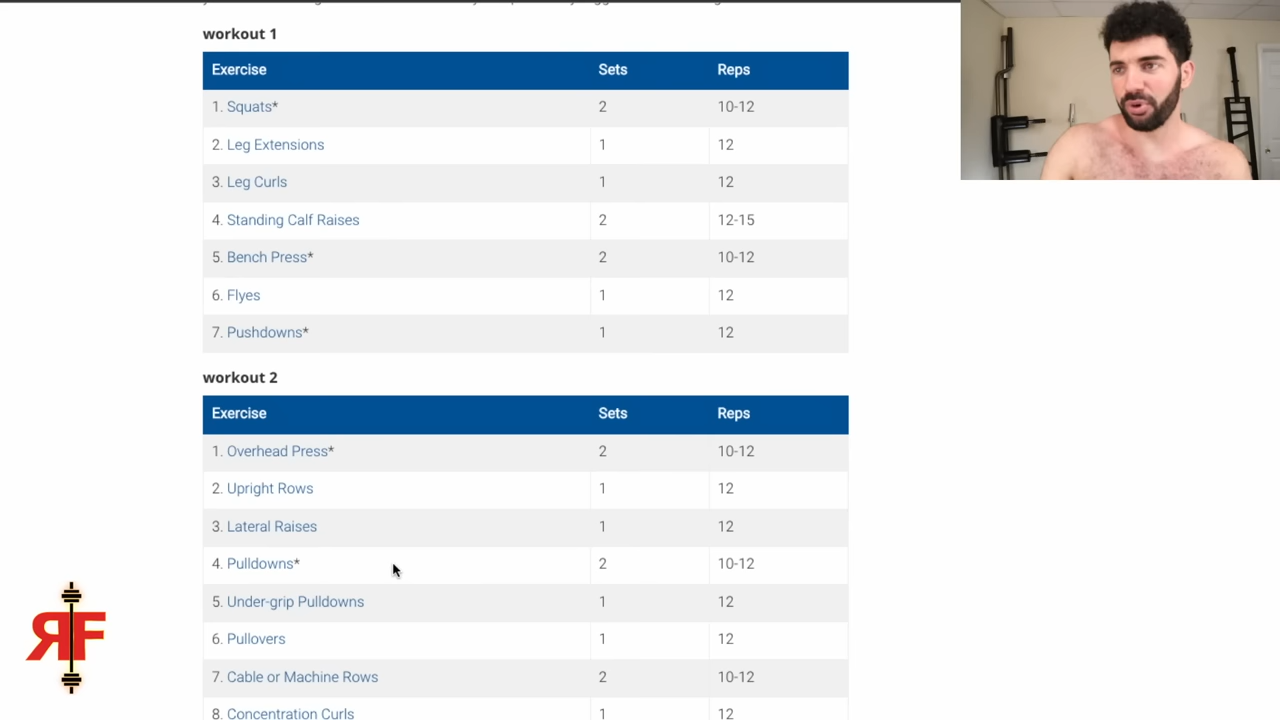 workout 1
Exercise Sets Reps
1. Squats* 2 10-12
2. Leg Extensions 1 12
3. Leg Curls 1 12
4. Standing Calf Raises 2 12-15
5. Bench Press* 2 10-12
6. Flyes 1 12
7. Pushdowns* 1 12
workout 2
Exercise Sets Reps
1. Overhead Press* 2 10-12
2. Upright Rows 1 12
3. Lateral Raises 1 12
4. Pulldowns* 2 10-12
5. Under-grip Pulldowns 1 12
6. Pullovers 1 12
7. Cable or Machine Rows 2 10-12
8. Concentration Curls 1 12
RF